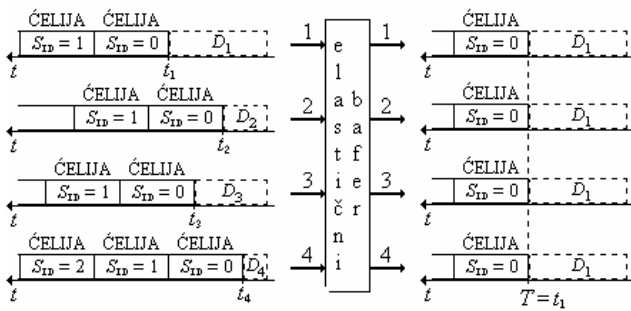 ĆELIJA ĆELIJA
S_ID = 1 S_ID = 0 D_1
t t_1
ĆELIJA ĆELIJA
S_ID = 1 S_ID = 0 D_2
t t_2
ĆELIJA ĆELIJA
S_ID = 1 S_ID = 0 D_3
t t_3
ĆELIJA ĆELIJA ĆELIJA
S_ID = 2 S_ID = 1 S_ID = 0 D_4
t t_4
1 1
2 2
3 3
4 4
elastični
bafer
ĆELIJA
S_ID = 0 D_1
t
ĆELIJA
S_ID = 0 D_1
t
ĆELIJA
S_ID = 0 D_1
t
ĆELIJA
S_ID = 0 D_1
t T = t_1